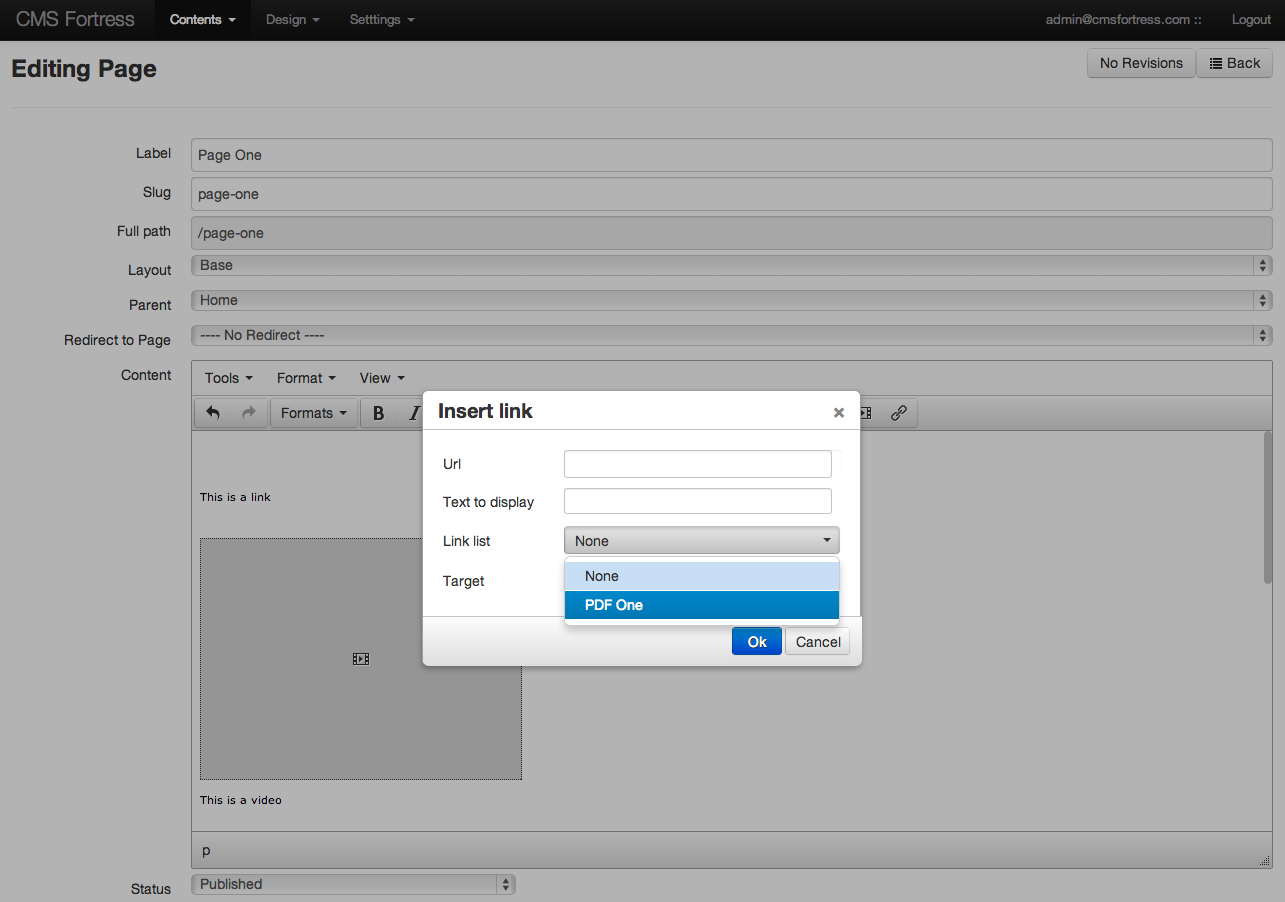 CMS Fortress Contents Design Setttings admin@cmsfortress.com :: Logout
Editing Page No Revisions Back
Label Page One
Slug page-one
Full path /page-one
Layout Base
Parent Home
Redirect to Page ---- No Redirect ----
Content Tools Format View
Formats B I
Insert link ×
Url
Text to display
Link list None
None
Target
PDF One
Ok Cancel
This is a link
This is a video
p
Status Published